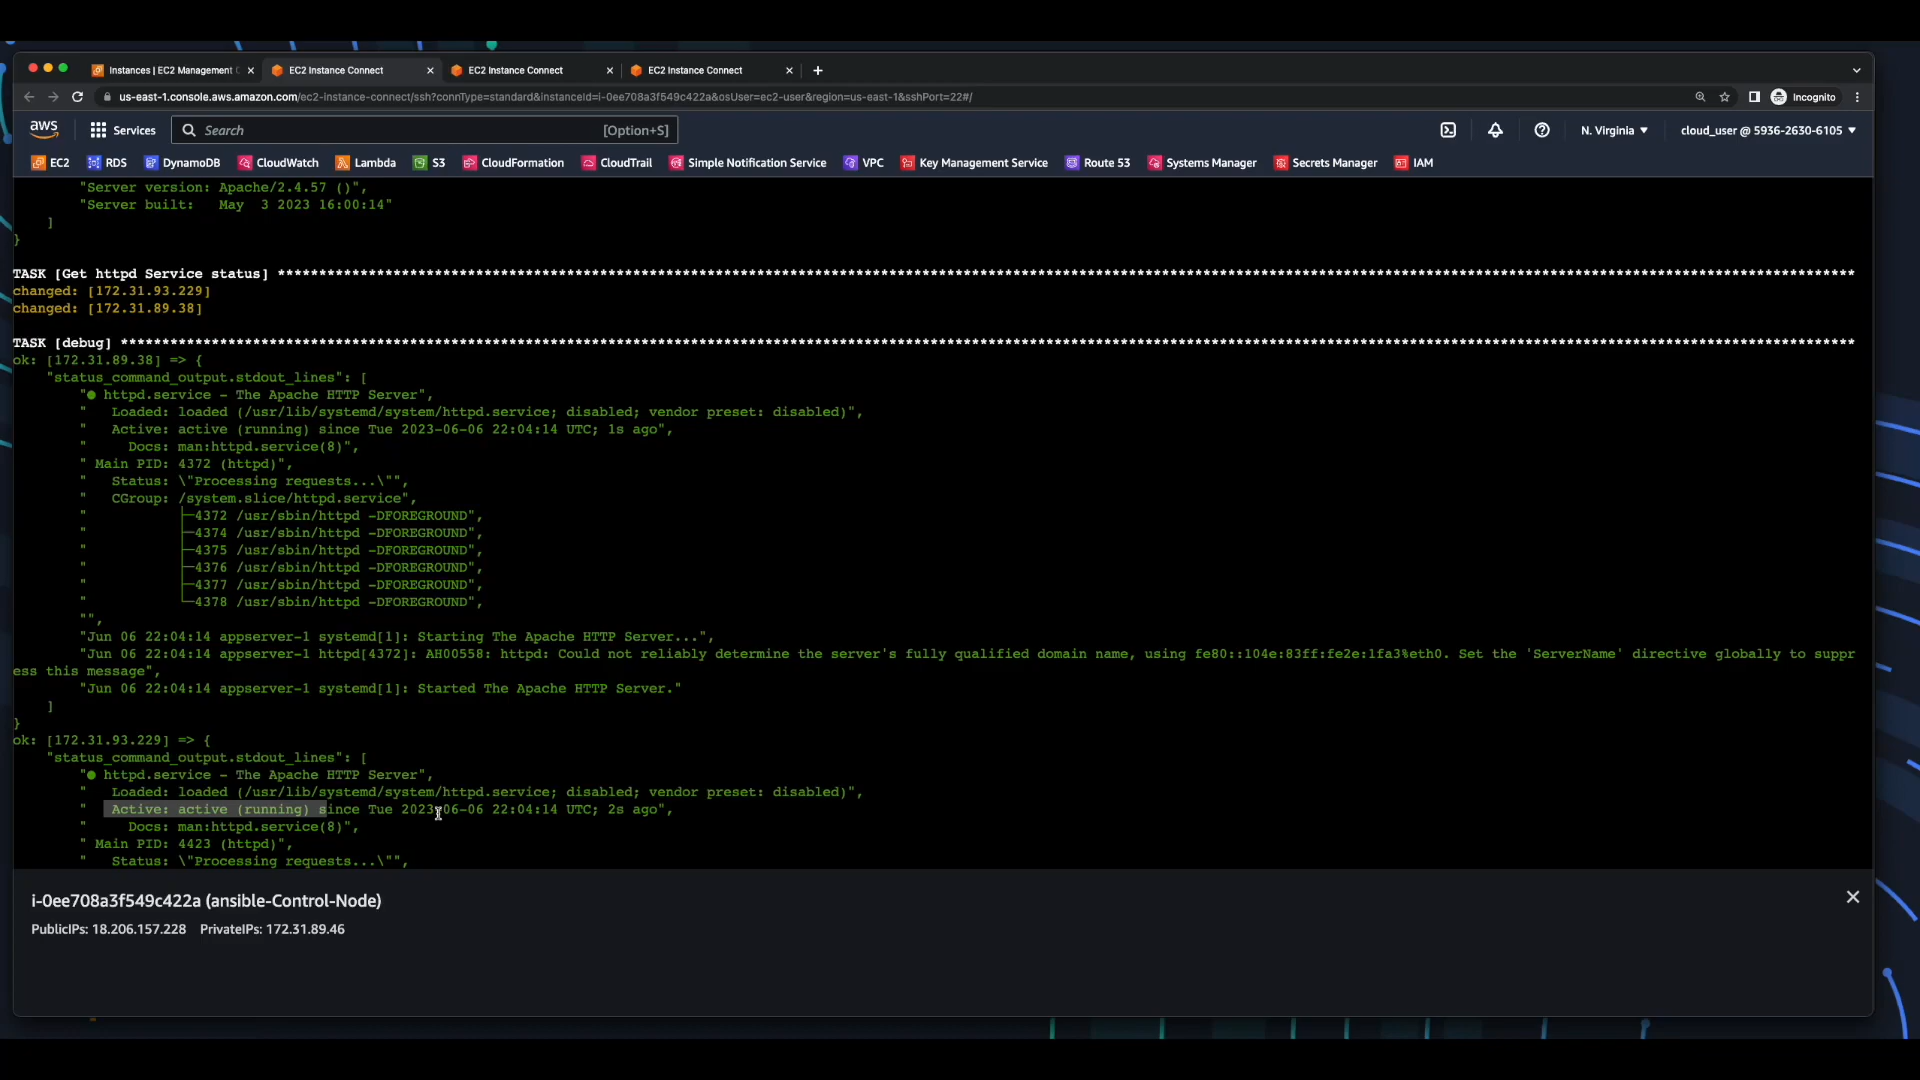 Instances | EC2 Management C
EC2 Instance Connect
EC2 Instance Connect
EC2 Instance Connect
us-east-1.console.aws.amazon.com/ec2-instance-connect/ssh?connType=standard&instanceId=i-0ee708a3f549c422a&osUser=ec2-user&region=us-east-1&sshPort=22#/
Incognito
aws
Services
Search
[Option+S]
N. Virginia
cloud_user @ 5936-2630-6105
EC2 RDS DynamoDB CloudWatch Lambda S3 CloudFormation CloudTrail Simple Notification Service VPC Key Management Service Route 53 Systems Manager Secrets Manager IAM
"Server version: Apache/2.4.57 ()",
"Server built:   May  3 2023 16:00:14"
]
}
TASK [Get httpd Service status] ****************************************************************************************************************************************************************************************
changed: [172.31.93.229]
changed: [172.31.89.38]
TASK [debug] ***********************************************************************************************************************************************************************************************************
ok: [172.31.89.38] => {
"status_command_output.stdout_lines": [
"● httpd.service - The Apache HTTP Server",
"   Loaded: loaded (/usr/lib/systemd/system/httpd.service; disabled; vendor preset: disabled)",
"   Active: active (running) since Tue 2023-06-06 22:04:14 UTC; 1s ago",
"     Docs: man:httpd.service(8)",
" Main PID: 4372 (httpd)",
"   Status: \"Processing requests...\"",
"   CGroup: /system.slice/httpd.service",
"           ├─4372 /usr/sbin/httpd -DFOREGROUND",
"           ├─4374 /usr/sbin/httpd -DFOREGROUND",
"           ├─4375 /usr/sbin/httpd -DFOREGROUND",
"           ├─4376 /usr/sbin/httpd -DFOREGROUND",
"           ├─4377 /usr/sbin/httpd -DFOREGROUND",
"           └─4378 /usr/sbin/httpd -DFOREGROUND",
"",
"Jun 06 22:04:14 appserver-1 systemd[1]: Starting The Apache HTTP Server...",
"Jun 06 22:04:14 appserver-1 httpd[4372]: AH00558: httpd: Could not reliably determine the server's fully qualified domain name, using fe80::104e:83ff:fe2e:1fa3%eth0. Set the 'ServerName' directive globally to suppr
ess this message",
"Jun 06 22:04:14 appserver-1 systemd[1]: Started The Apache HTTP Server."
]
}
ok: [172.31.93.229] => {
"status_command_output.stdout_lines": [
"● httpd.service - The Apache HTTP Server",
"   Loaded: loaded (/usr/lib/systemd/system/httpd.service; disabled; vendor preset: disabled)",
"   Active: active (running) since Tue 2023-06-06 22:04:14 UTC; 2s ago",
"     Docs: man:httpd.service(8)",
" Main PID: 4423 (httpd)",
"   Status: \"Processing requests...\"",
i-0ee708a3f549c422a (ansible-Control-Node)
PublicIPs: 18.206.157.228   PrivateIPs: 172.31.89.46